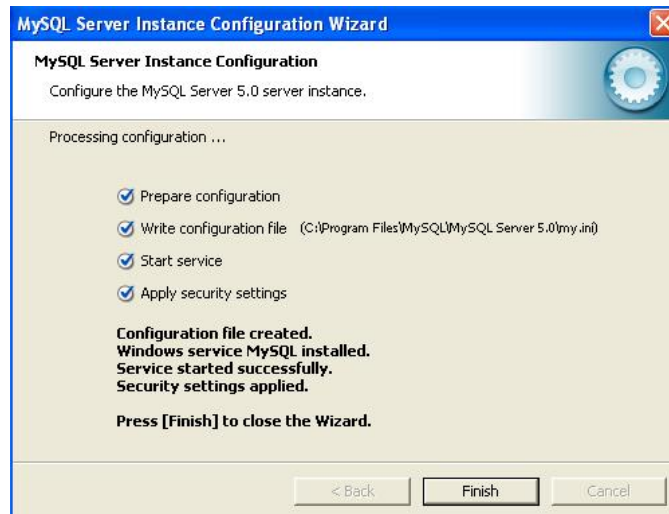 MySQL Server Instance Configuration Wizard
MySQL Server Instance Configuration
Configure the MySQL Server 5.0 server instance.
Processing configuration ...
Prepare configuration
Write configuration file (C:\Program Files\MySQL\MySQL Server 5.0\my.ini)
Start service
Apply security settings
Configuration file created.
Windows service MySQL installed.
Service started successfully.
Security settings applied.
Press [Finish] to close the Wizard.
< Back Finish Cancel